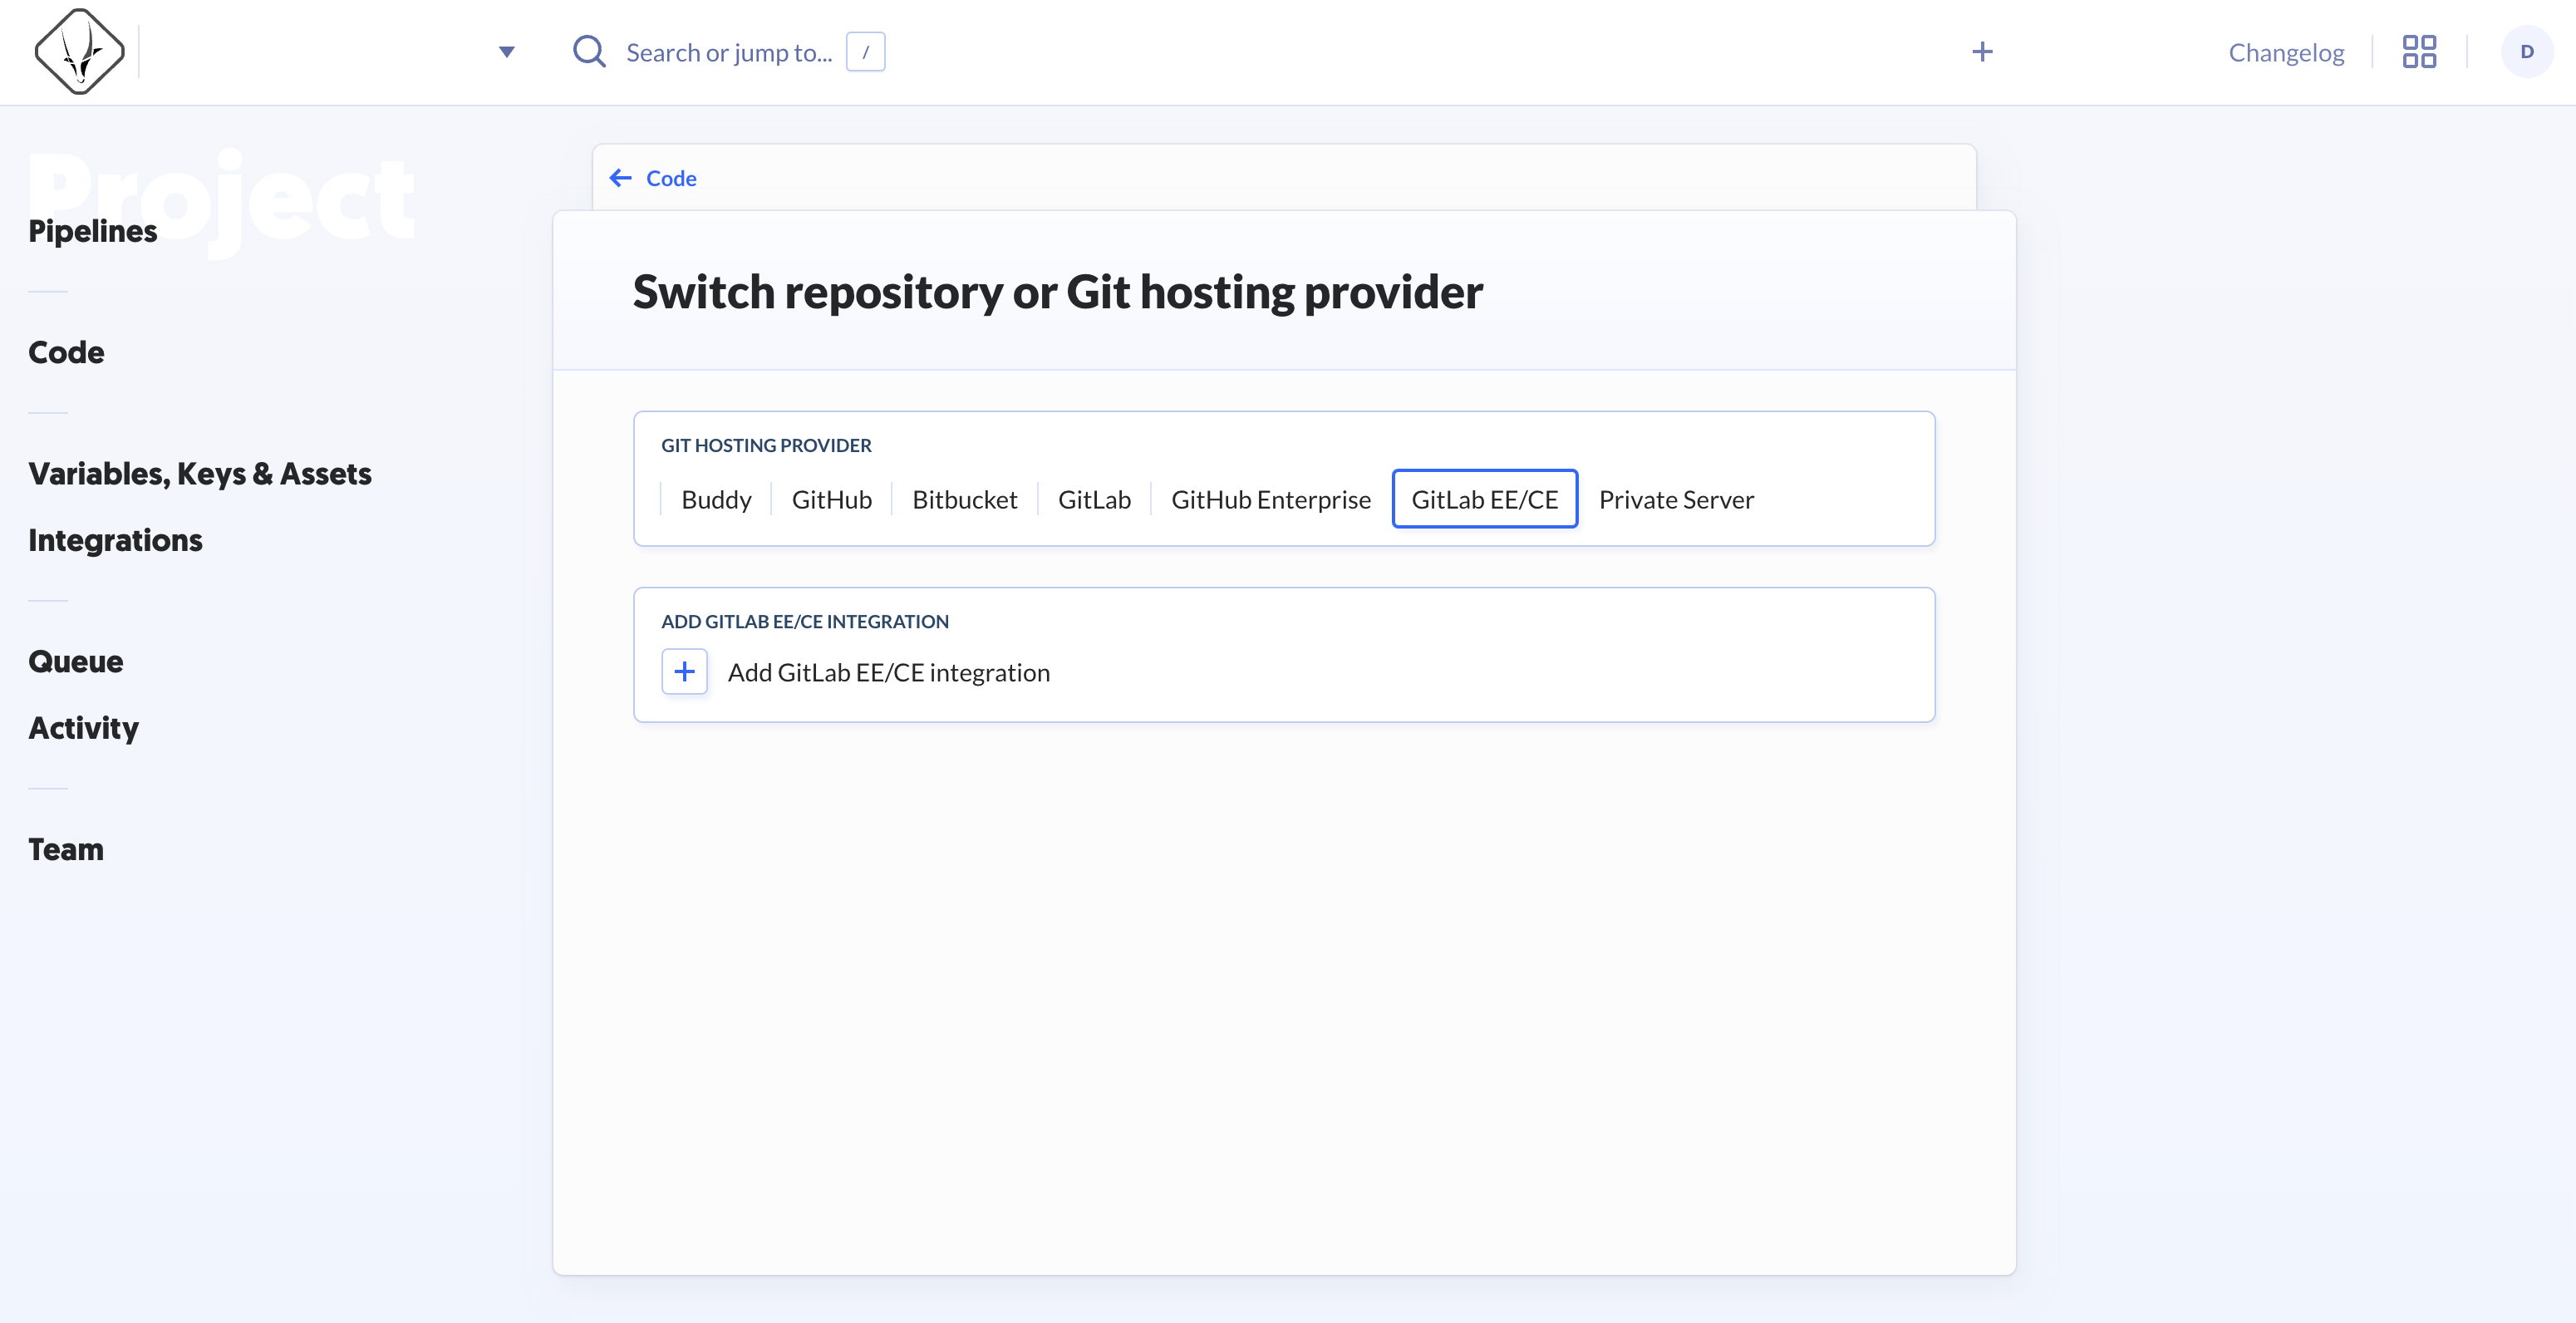 Search or jump to... /
Changelog
D
Project
Pipelines
Code
Variables, Keys & Assets
Integrations
Queue
Activity
Team
Code
Switch repository or Git hosting provider
GIT HOSTING PROVIDER
Buddy GitHub Bitbucket GitLab GitHub Enterprise GitLab EE/CE Private Server
ADD GITLAB EE/CE INTEGRATION
Add GitLab EE/CE integration